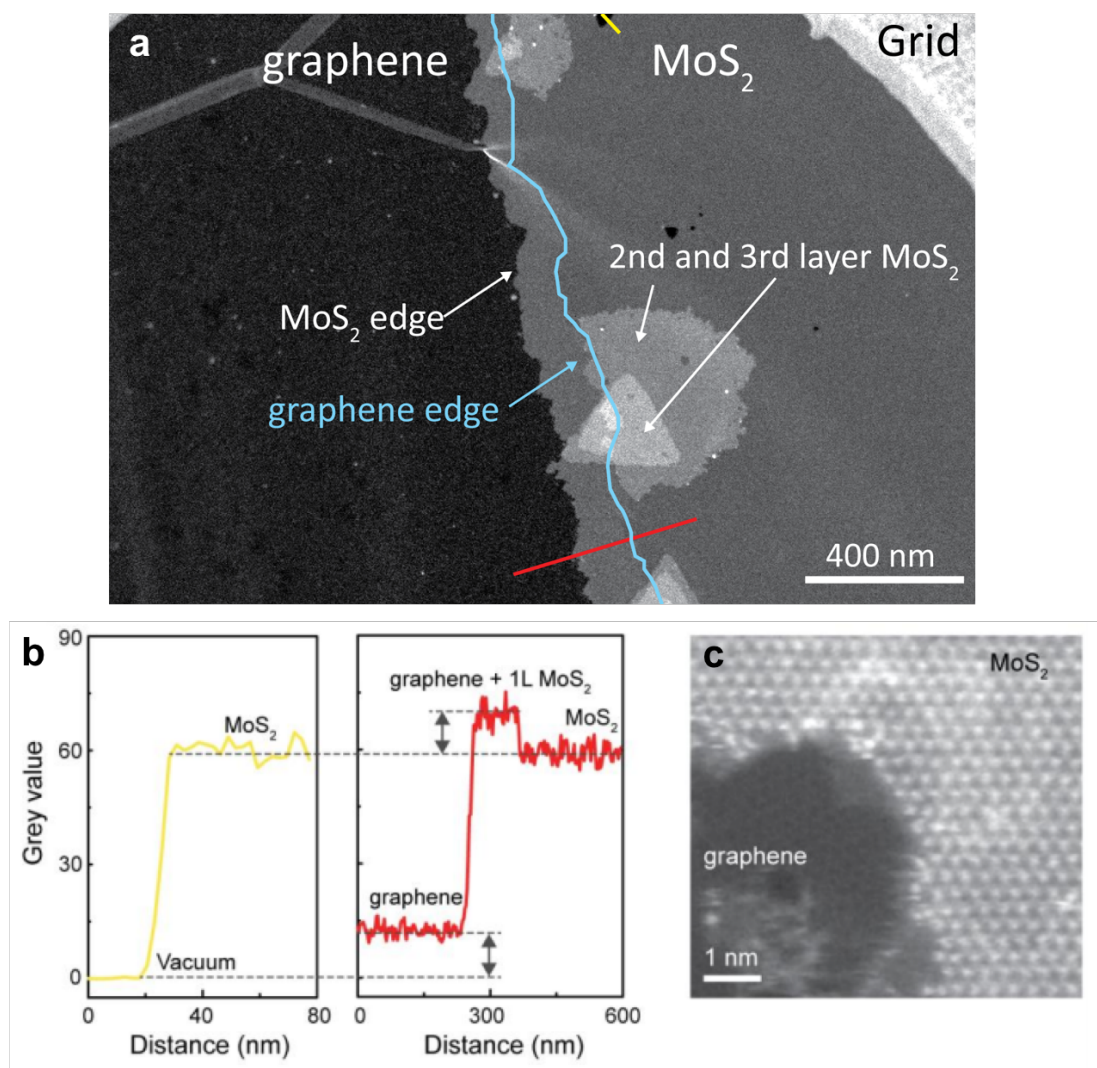 a
graphene
MoS₂
Grid
2nd and 3rd layer MoS₂
MoS₂ edge
graphene edge
400 nm
b
90
60
30
0
Grey value
MoS₂
Vacuum
0
40
80
Distance (nm)
graphene + 1L MoS₂
MoS₂
graphene
0
300
600
Distance (nm)
c
MoS₂
graphene
1 nm